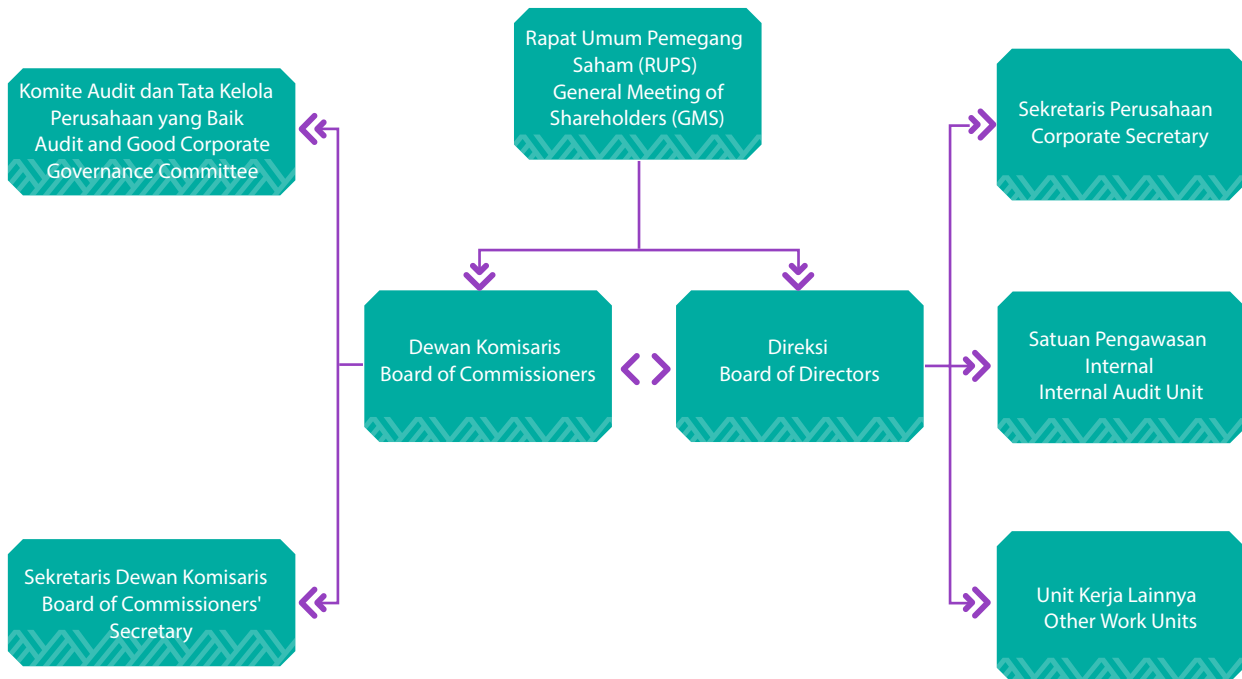 Rapat Umum Pemegang
Saham (RUPS)
General Meeting of
Shareholders (GMS)
Komite Audit dan Tata Kelola
Perusahaan yang Baik
Audit and Good Corporate
Governance Committee
Sekretaris Perusahaan
Corporate Secretary
Dewan Komisaris
Board of Commissioners
Direksi
Board of Directors
Satuan Pengawasan
Internal
Internal Audit Unit
Sekretaris Dewan Komisaris
Board of Commissioners'
Secretary
Unit Kerja Lainnya
Other Work Units